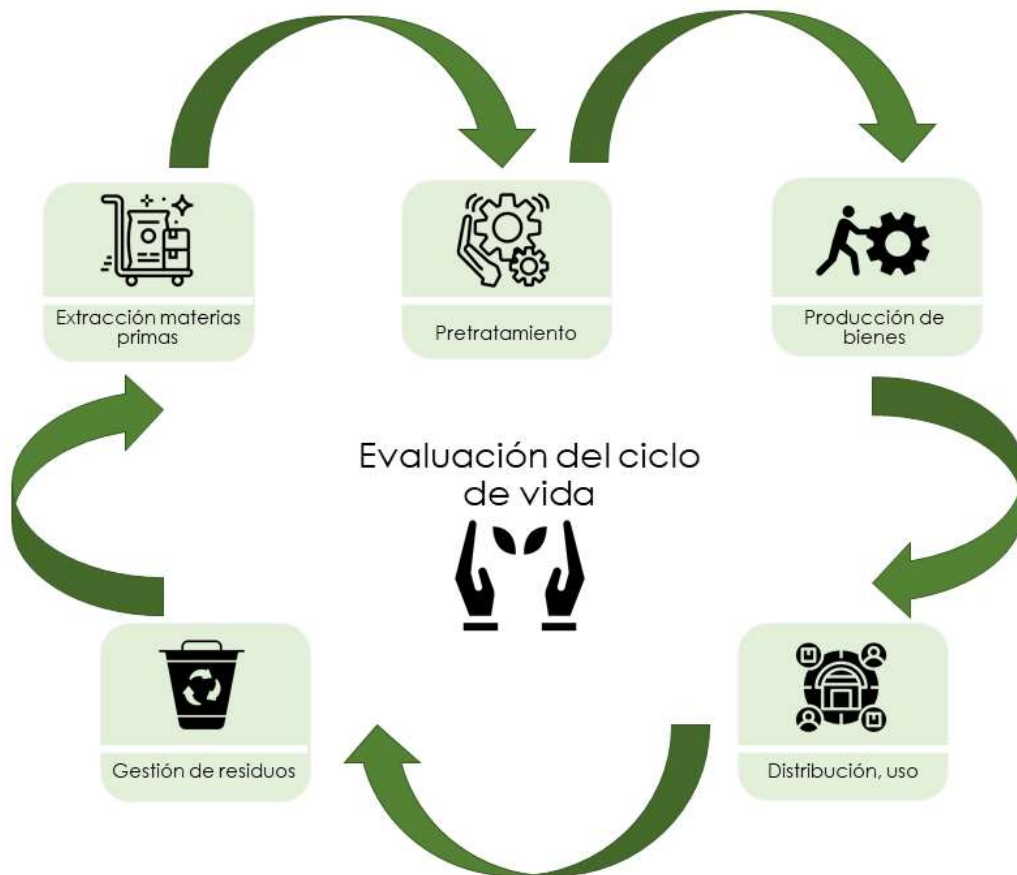 Extracción materias
primas
Pretratamiento
Producción de
bienes
Evaluación del ciclo
de vida
Gestión de residuos
Distribución, uso